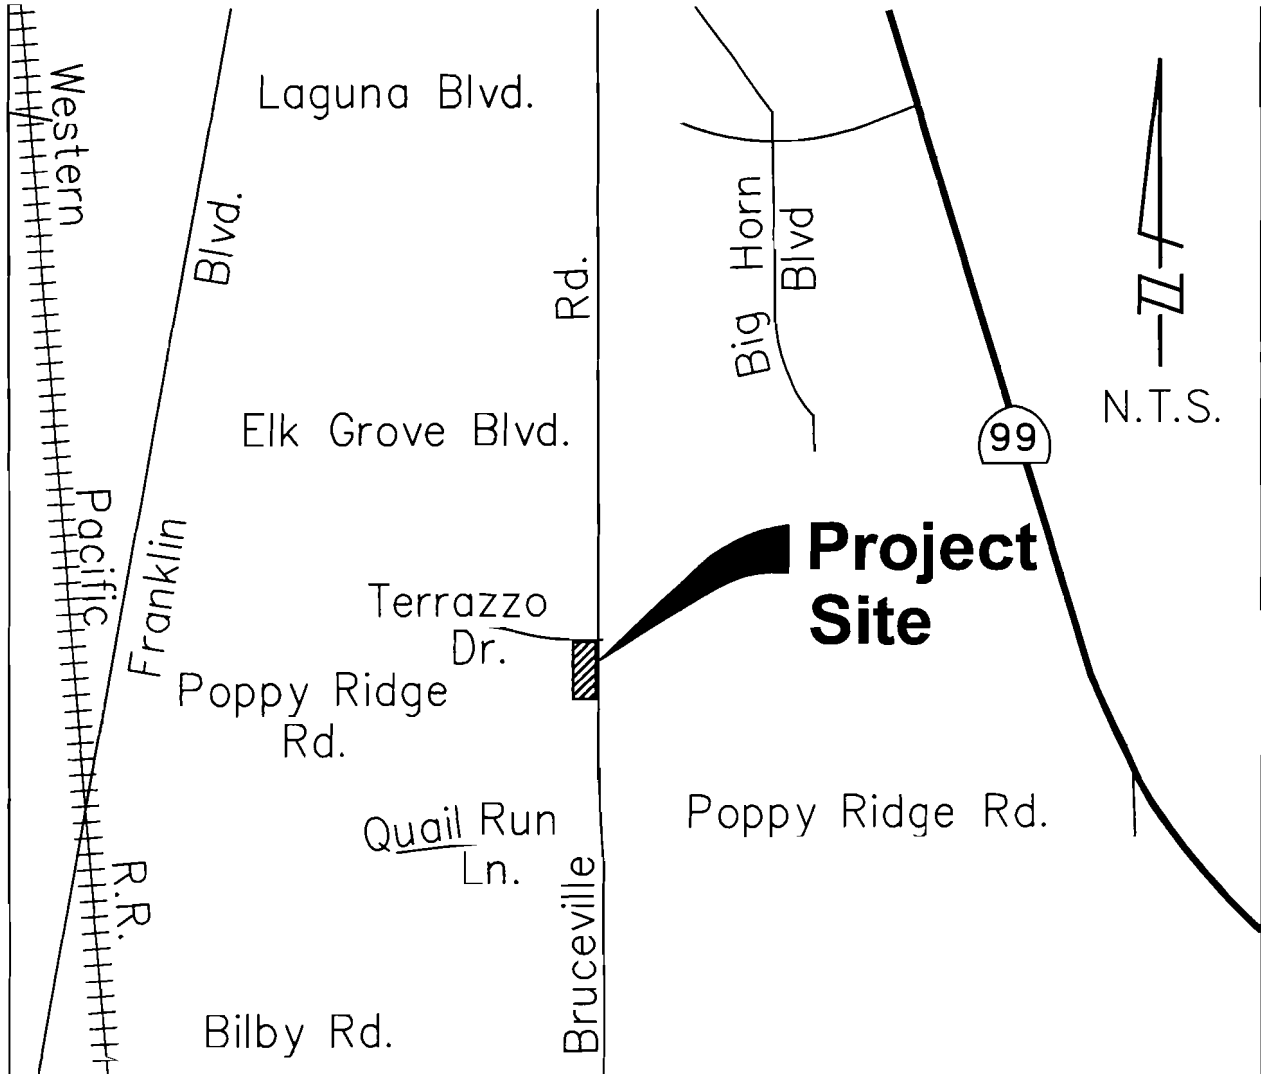 Western
Laguna Blvd.
Blvd.
Rd.
Big Horn
Blvd
N
N.T.S.
99
Elk Grove Blvd.
Pacific
Franklin
Project
Site
Terrazzo
Dr.
Poppy Ridge
Rd.
Poppy Ridge Rd.
Quail Run
Ln.
R.R.
Bruceville
Bilby Rd.